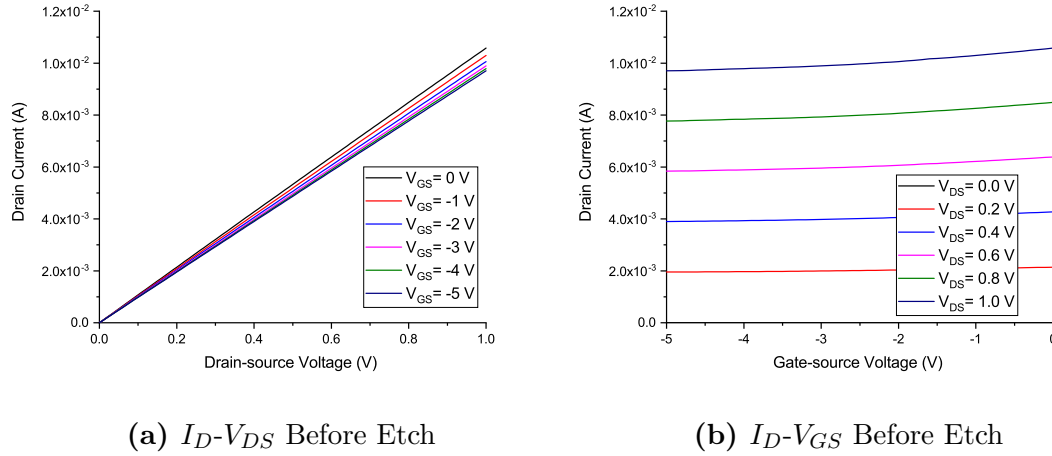 1.2x10⁻²
1.0x10⁻²
8.0x10⁻³
6.0x10⁻³
4.0x10⁻³
2.0x10⁻³
0.0
Drain Current (A)
0.0 0.2 0.4 0.6 0.8 1.0
Drain-source Voltage (V)
V_GS= 0 V
V_GS= -1 V
V_GS= -2 V
V_GS= -3 V
V_GS= -4 V
V_GS= -5 V
(a) I_D-V_DS Before Etch
1.2x10⁻²
1.0x10⁻²
8.0x10⁻³
6.0x10⁻³
4.0x10⁻³
2.0x10⁻³
0.0
Drain Current (A)
-5 -4 -3 -2 -1 0
Gate-source Voltage (V)
V_DS= 0.0 V
V_DS= 0.2 V
V_DS= 0.4 V
V_DS= 0.6 V
V_DS= 0.8 V
V_DS= 1.0 V
(b) I_D-V_GS Before Etch